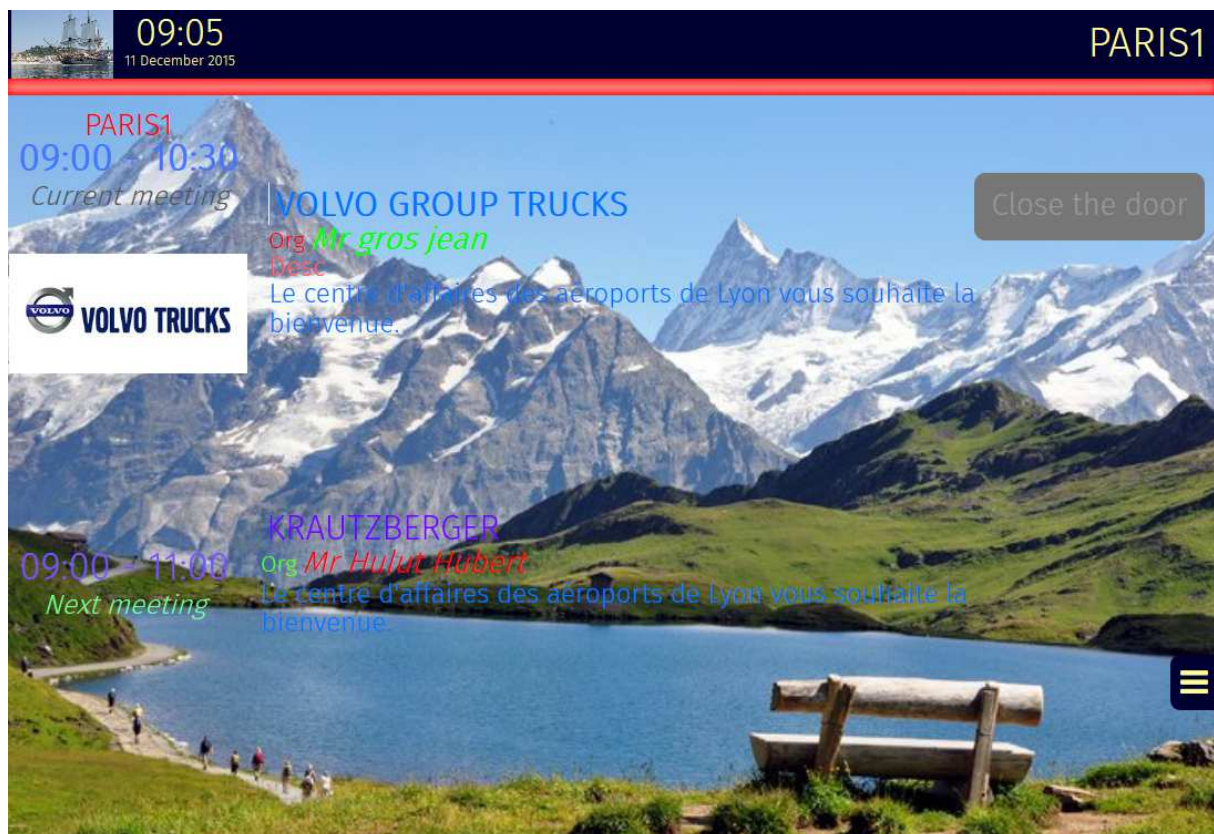 09:05
11 December 2015
PARIS1
PARIS1
09:00 - 10:30
Current meeting
VOLVO GROUP TRUCKS
Org Mr gros jean
Desc
Le centre d'affaires des aéroports de Lyon vous souhaite la
bienvenue.
Close the door
VOLVO
VOLVO TRUCKS
KRAUTZBERGER
09:00 - 11:00
Org Mr Hulut Hubert
Next meeting
Le centre d'affaires des aéroports de Lyon vous souhaite la
bienvenue.